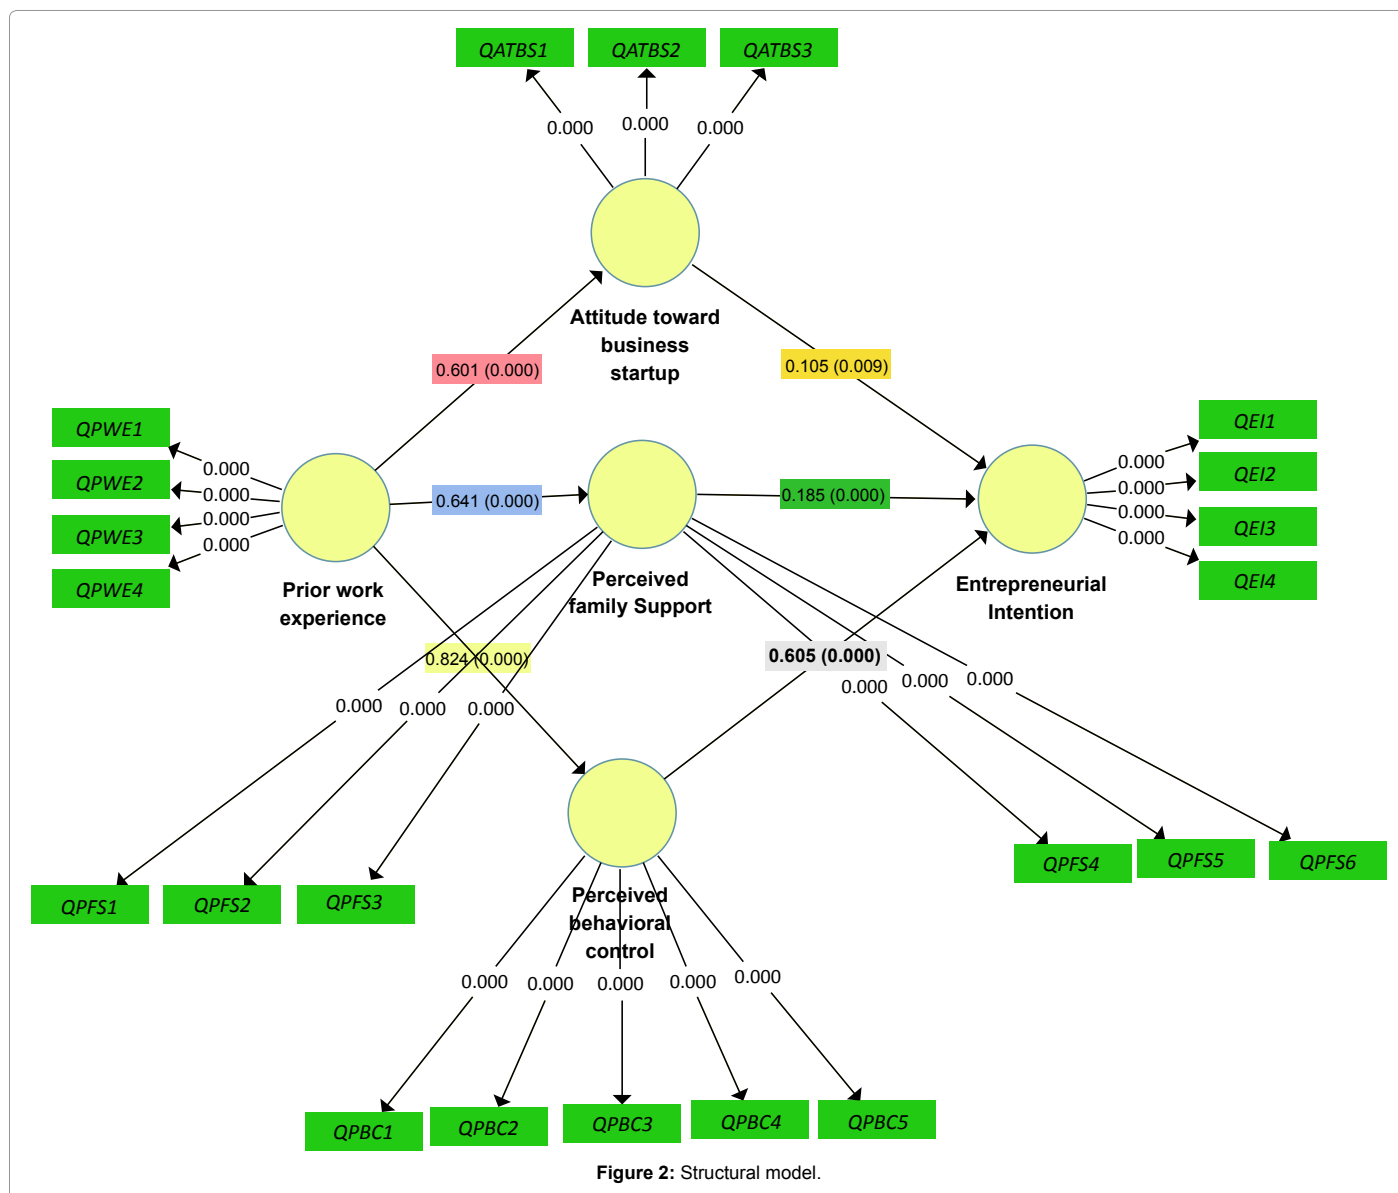 QATBS1 QATBS2 QATBS3
0.000 0.000 0.000
Attitude toward
business
startup
0.601 (0.000)
0.105 (0.009)
QPWE1
QPWE2
QPWE3
QPWE4
0.000
0.000
0.000
0.000
Prior work
experience
0.641 (0.000)
Perceived
family Support
0.185 (0.000)
Entrepreneurial
Intention
0.000
0.000
0.000
0.000
QEI1
QEI2
QEI3
QEI4
0.824 (0.000)
0.605 (0.000)
0.000 0.000 0.000
0.000 0.000 0.000
QPFS1 QPFS2 QPFS3
QPFS4 QPFS5 QPFS6
Perceived
behavioral
control
0.000 0.000 0.000 0.000 0.000
QPBC1 QPBC2 QPBC3 QPBC4 QPBC5
Figure 2: Structural model.